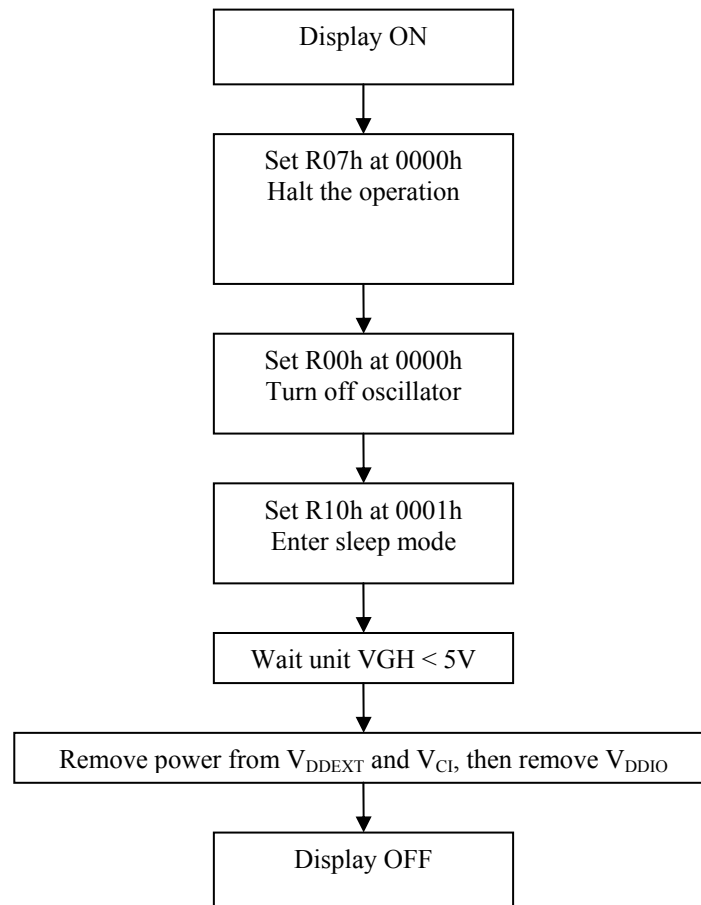 Display ON
Set R07h at 0000h
Halt the operation
Set R00h at 0000h
Turn off oscillator
Set R10h at 0001h
Enter sleep mode
Wait unit VGH < 5V
Remove power from VDDEXT and VCI, then remove VDDIO
Display OFF